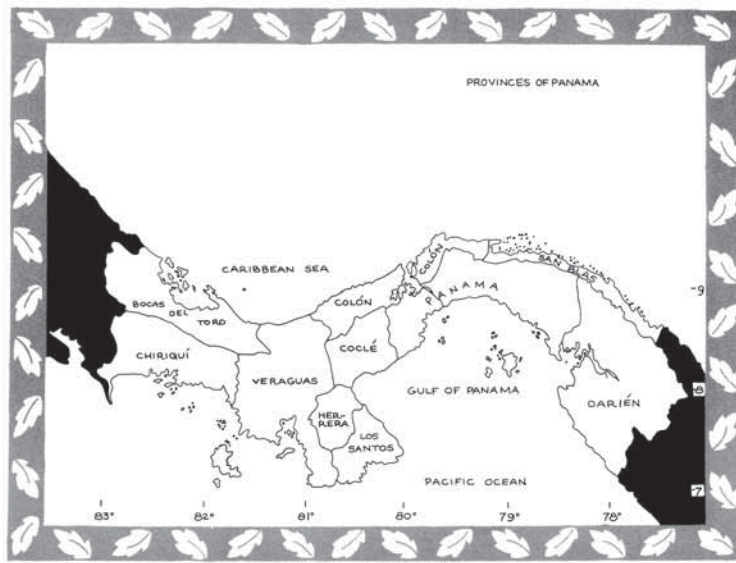 PROVINCES OF PANAMA
CARIBBEAN SEA
COLÓN
SAN BLAS
BOCAS
DEL
TORO
COLÓN
PANAMA
9
CHIRIQUÍ
COCLÉ
VERAGUAS
GULF OF PANAMA
8
DARIÉN
HER-
RERA
LOS
SANTOS
PACIFIC OCEAN
7
83° 82° 81° 80° 79° 78°